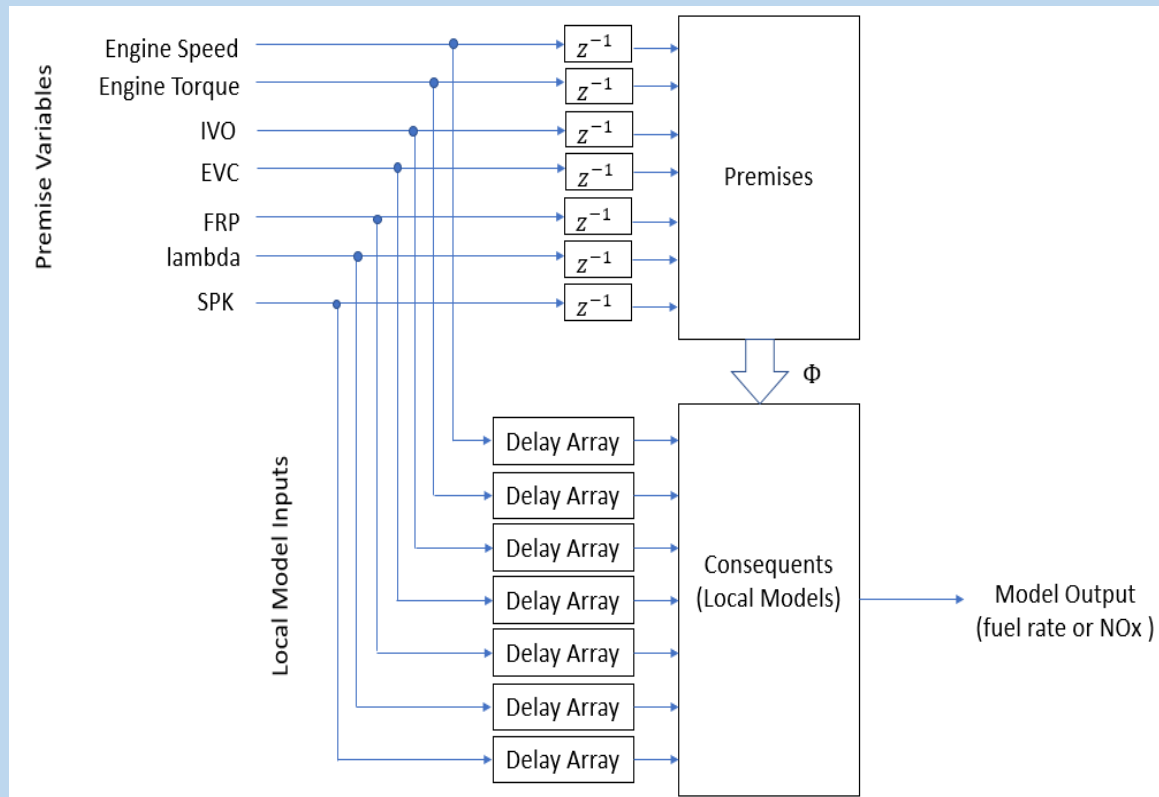 Premise Variables
Engine Speed
Engine Torque
IVO
EVC
FRP
lambda
SPK
z⁻¹
z⁻¹
z⁻¹
z⁻¹
z⁻¹
z⁻¹
z⁻¹
Premises
Φ
Local Model Inputs
Delay Array
Delay Array
Delay Array
Delay Array
Delay Array
Delay Array
Delay Array
Consequents
(Local Models)
Model Output
(fuel rate or NOx )